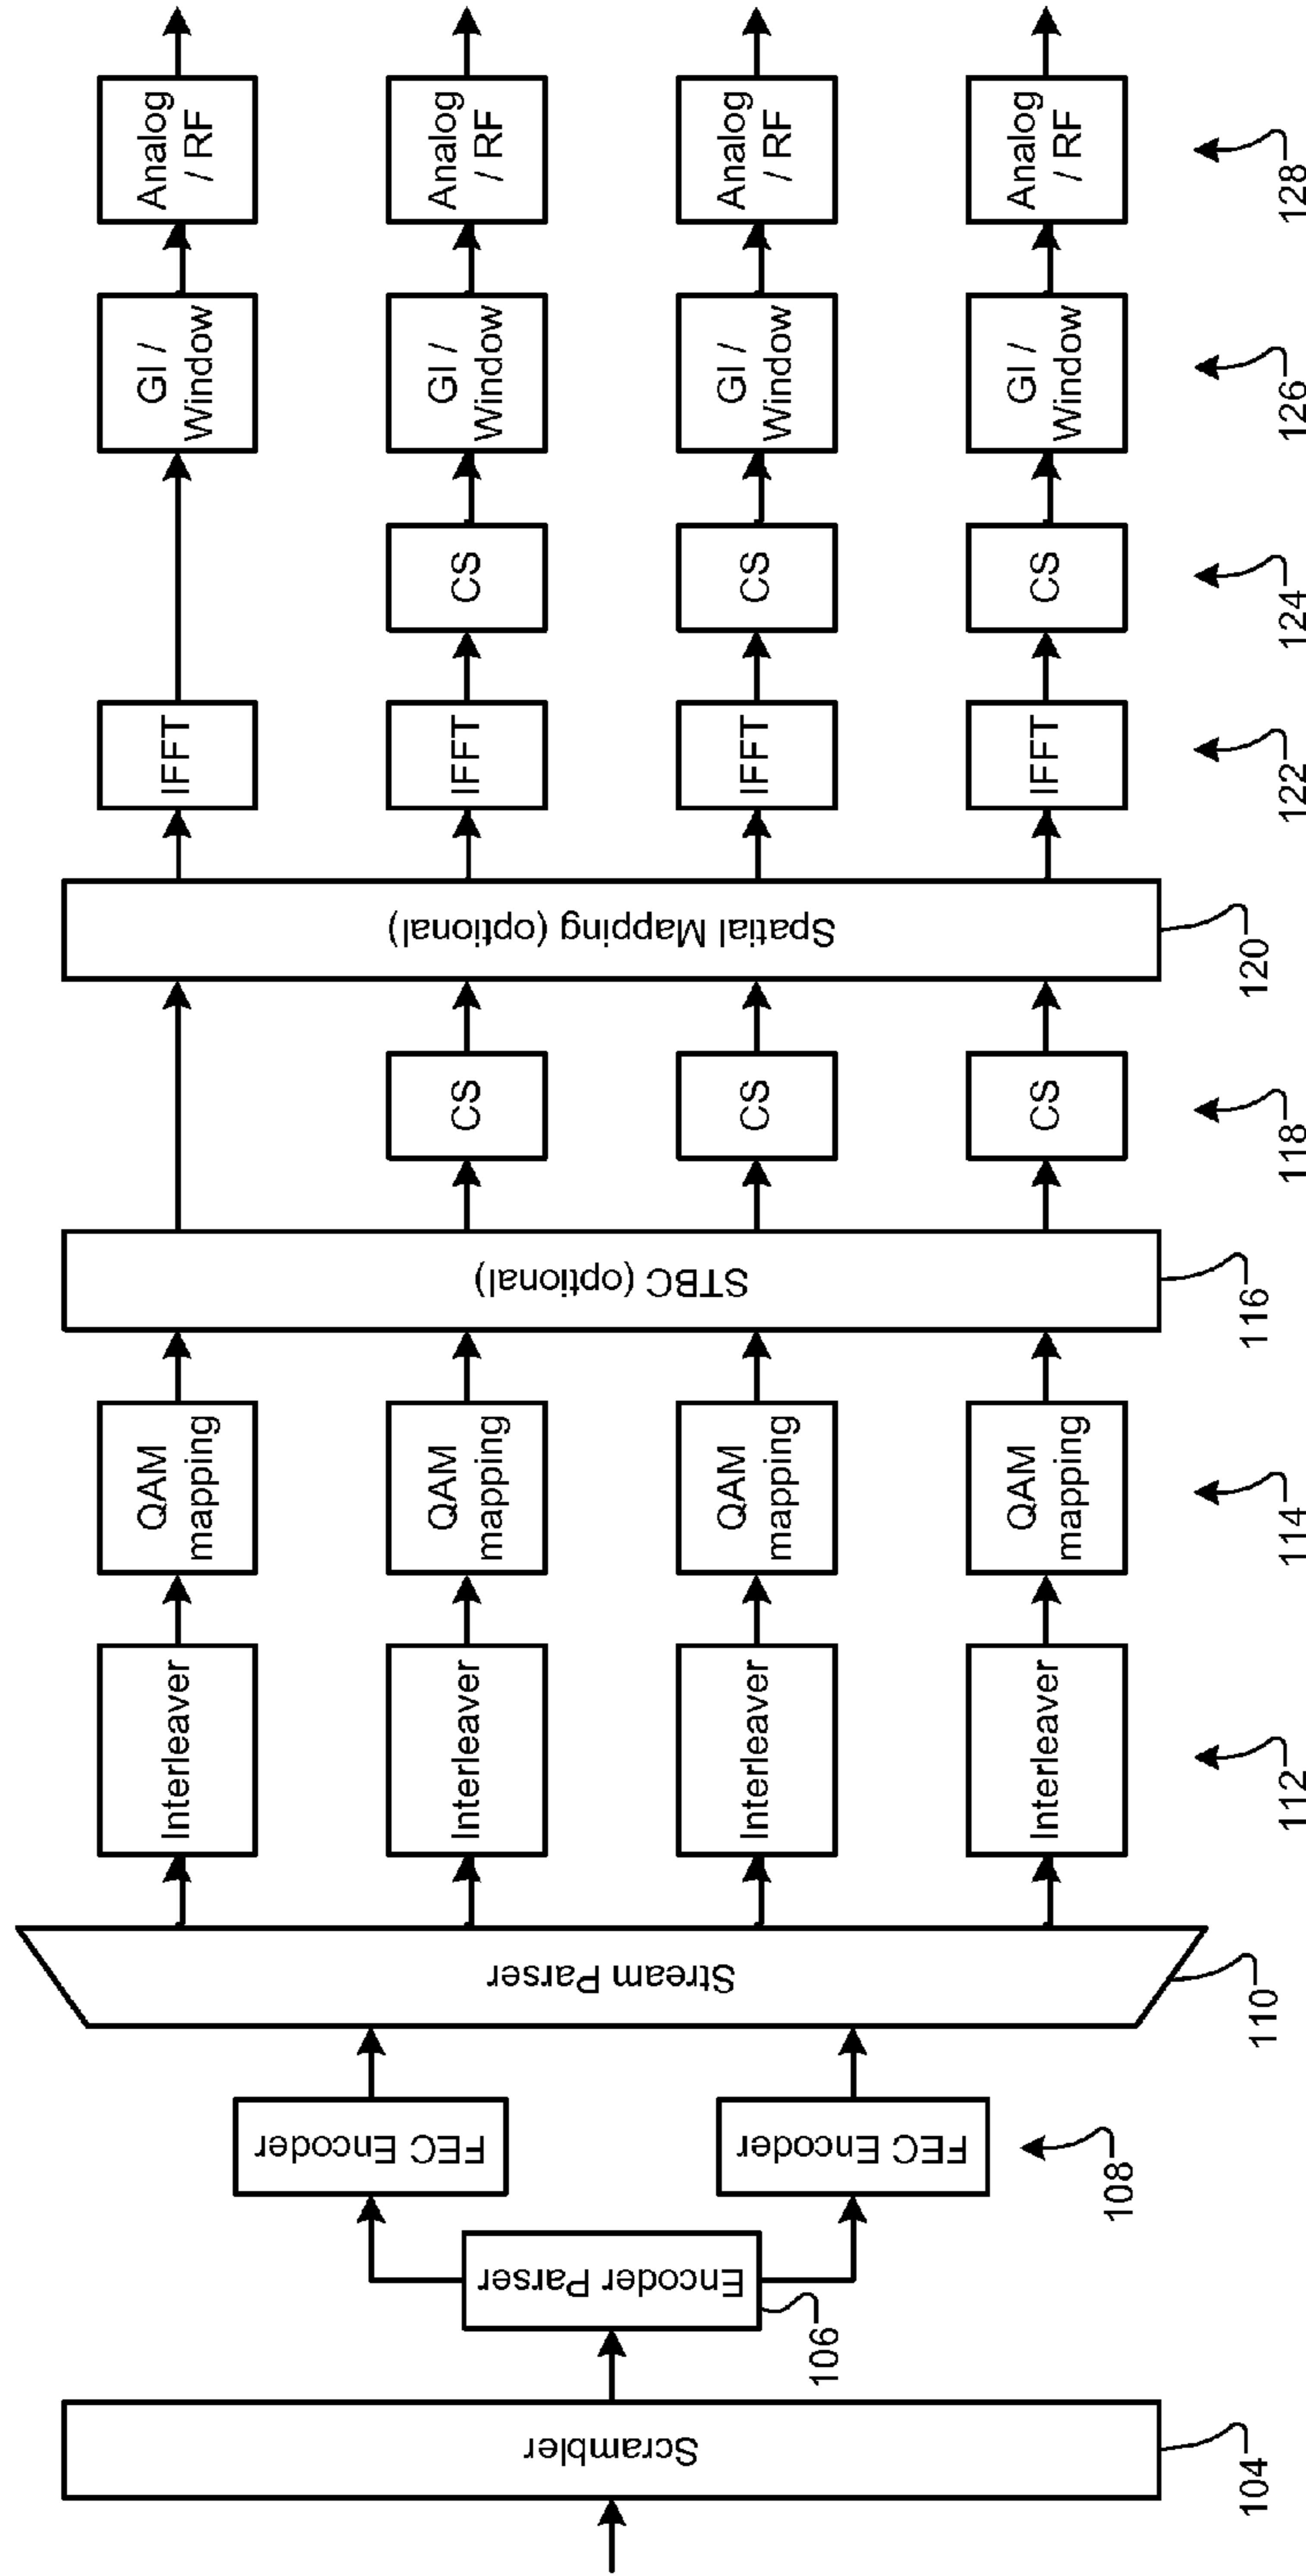 Scrambler
104
Encoder Parser
106
FEC Encoder
FEC Encoder
108
Stream Parser
110
Interleaver
Interleaver
Interleaver
Interleaver
112
QAM
mapping
QAM
mapping
QAM
mapping
QAM
mapping
114
STBC (optional)
116
CS
CS
CS
118
Spatial Mapping (optional)
120
IFFT
IFFT
IFFT
IFFT
122
CS
CS
CS
124
GI /
Window
GI /
Window
GI /
Window
GI /
Window
126
Analog
/ RF
Analog
/ RF
Analog
/ RF
Analog
/ RF
128